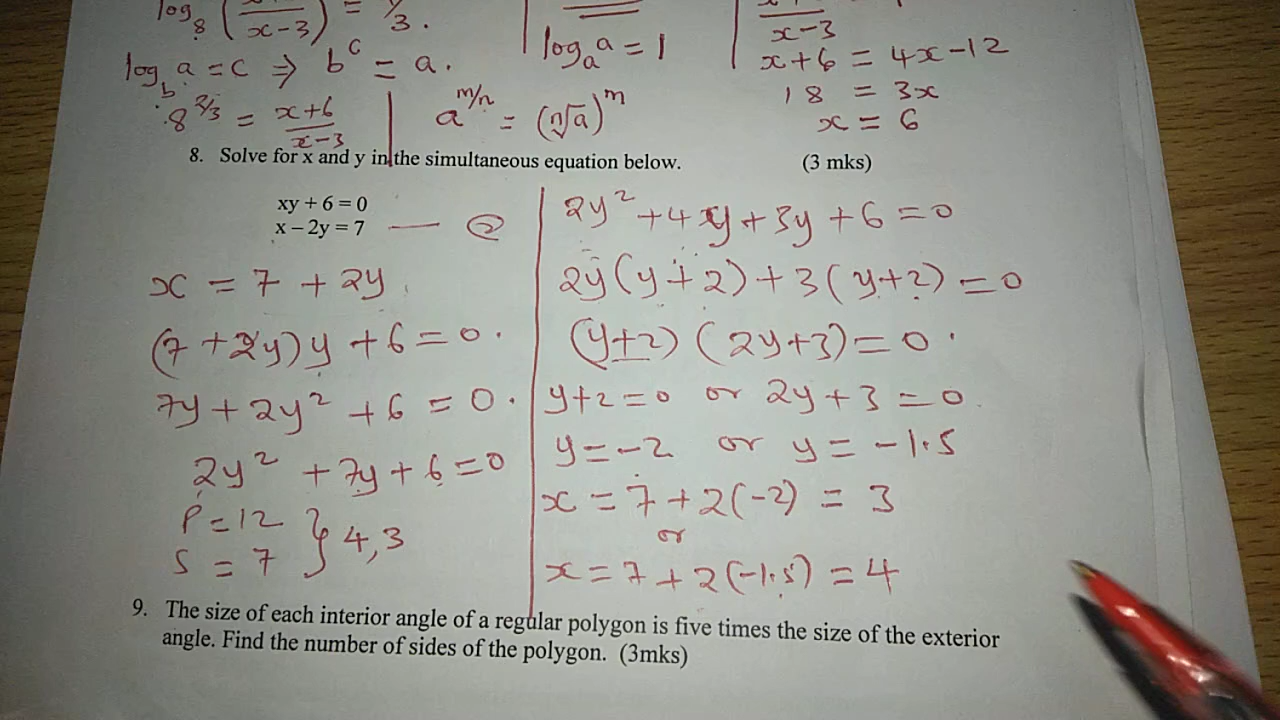 log₈ (x+6/x-3) = 2/3.
log_b a = c ⇒ b^c = a.
8^2/3 = x+6/x-3
log_a a = 1
a^m/n = (ⁿ√a)^m
x-3
x+6 = 4x-12
18 = 3x
x = 6
8. Solve for x and y in the simultaneous equation below. (3 mks)
xy + 6 = 0
x – 2y = 7 — ②
x = 7 + 2y
(7 + 2y)y + 6 = 0.
7y + 2y² + 6 = 0.
2y² + 7y + 6 = 0
P = 12
S = 7 } 4, 3
2y² + 4y + 3y + 6 = 0
2y(y+2) + 3(y+2) = 0
(y+2) (2y+3) = 0.
y+2 = 0 or 2y + 3 = 0.
y = -2 or y = -1.5
x = 7 + 2(-2) = 3
or
x = 7 + 2(-1.5) = 4
9. The size of each interior angle of a regular polygon is five times the size of the exterior
angle. Find the number of sides of the polygon. (3mks)